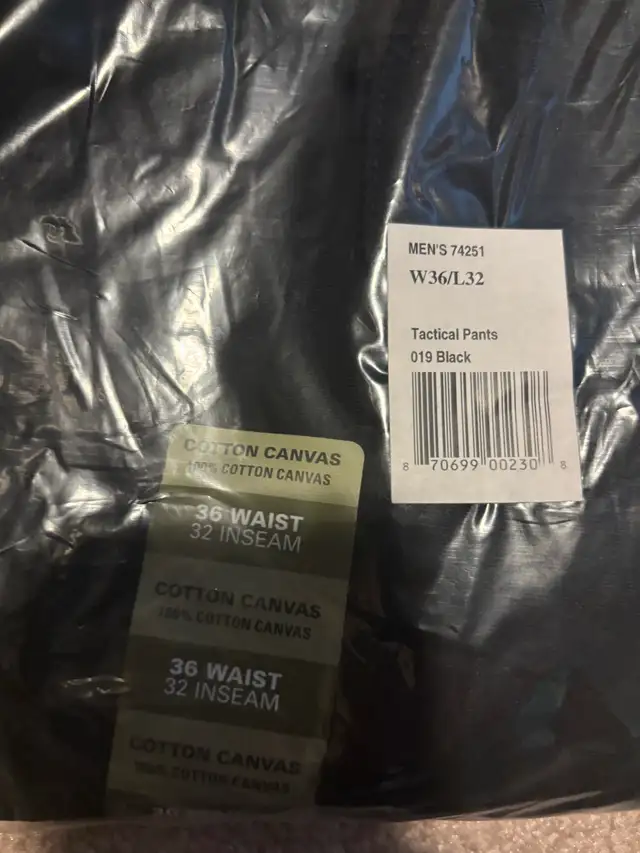 MEN'S 74251
W36/L32
Tactical Pants
019 Black
8 70699 00230 8
COTTON CANVAS
100% COTTON CANVAS
36 WAIST
32 INSEAM
COTTON CANVAS
100% COTTON CANVAS
36 WAIST
32 INSEAM
COTTON CANVAS
100% COTTON CANVAS